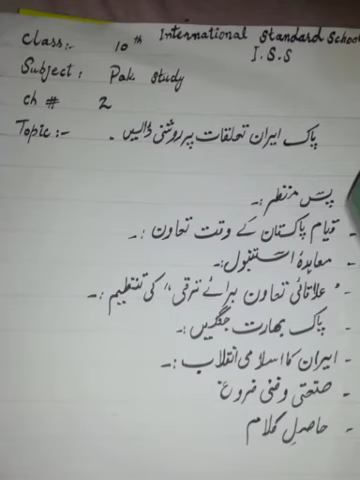 International Standard School
Class:- 10th I.S.S
Subject: Pak study
ch # 2
Topic:- پاک ایران تعلقات پر روشنی ڈالیں۔
پس منظر:-
- قیام پاکستان کے وقت تعاون:-
- معاہدہ استنبول:-
- "علاقائی تعاون برائے ترقی" کی تنظیم:-
- پاک بھارت جنگیں:-
- ایران کا اسلامی انقلاب:-
- صنعتی و فنی فروغ
- حاصل کلام